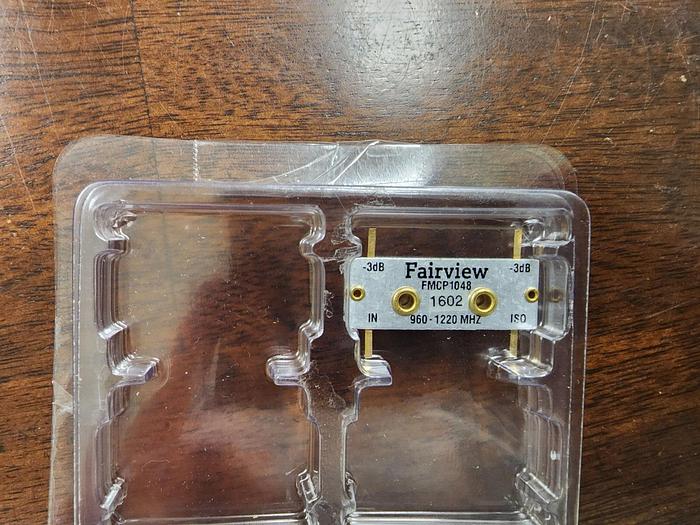 -3dB Fairview -3dB
FMCP1048
1602
IN 960-1220 MHZ ISO